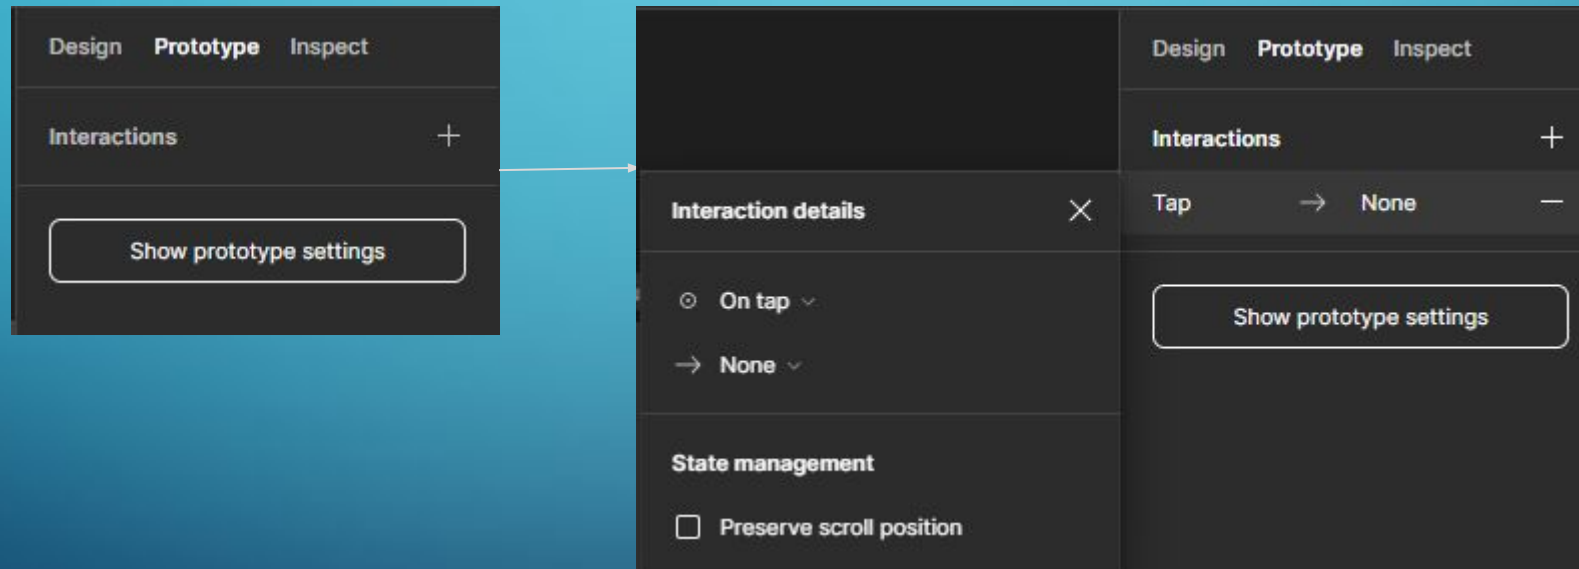 Design Prototype Inspect
Interactions
Show prototype settings
Design Prototype Inspect
Interactions
Tap None
Show prototype settings
Interaction details
On tap
None
State management
Preserve scroll position